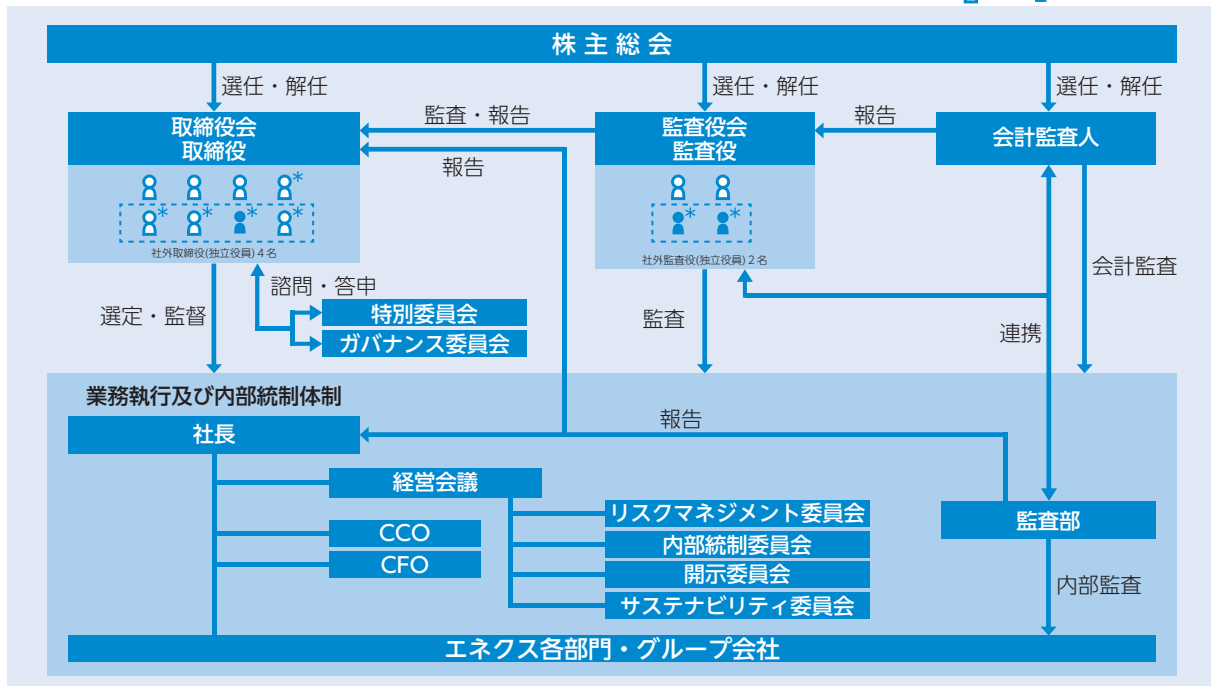 株主総会
選任・解任
選任・解任
選任・解任
取締役会
取締役
監査・報告
報告
監査役会
監査役
報告
会計監査人
*
*
*
*
*
*
*
社外取締役(独立役員)4名
社外監査役(独立役員)2名
諮問・答申
選定・監督
特別委員会
ガバナンス委員会
監査
連携
会計監査
業務執行及び内部統制体制
社長
報告
経営会議
CCO
CFO
リスクマネジメント委員会
内部統制委員会
開示委員会
サステナビリティ委員会
監査部
内部監査
エネクス各部門・グループ会社